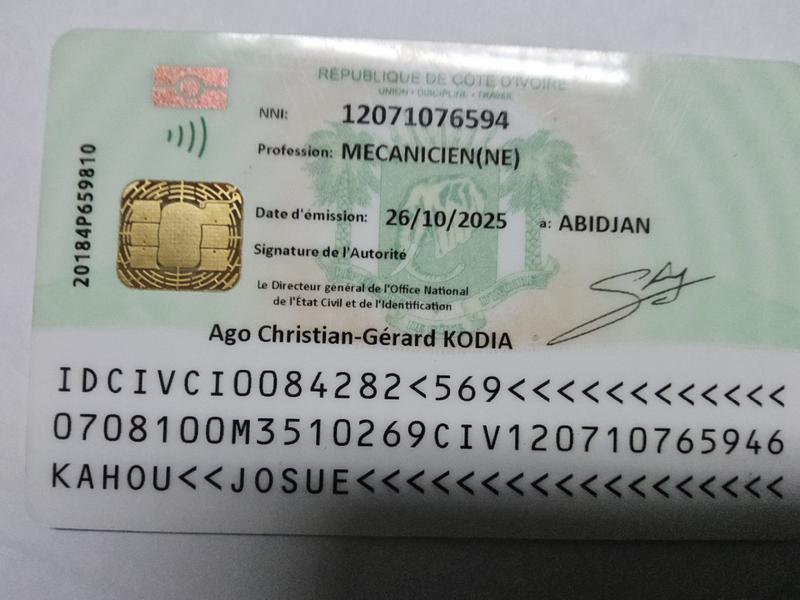 RÉPUBLIQUE DE CÔTE D'IVOIRE
UNION - DISCIPLINE - TRAVAIL
NNI: 12071076594
Profession: MECANICIEN(NE)
Date d'émission: 26/10/2025 à: ABIDJAN
Signature de l'Autorité
Le Directeur général de l'Office National
de l'État Civil et de l'Identification
Ago Christian-Gérard KODIA
20184P659810
IDCIVCI0084282<569<<<<<<<<<<<<
0708100M3510269CIV120710765946
KAHOU<<JOSUE<<<<<<<<<<<<<<<<<<